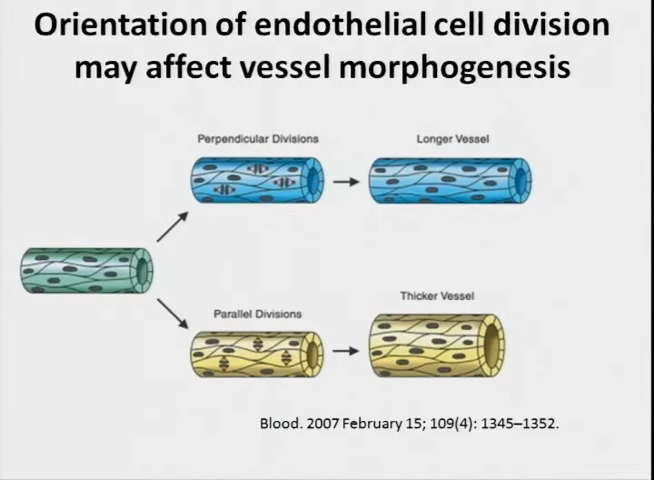 Orientation of endothelial cell division
may affect vessel morphogenesis
Perpendicular Divisions
Longer Vessel
Parallel Divisions
Thicker Vessel
Blood. 2007 February 15; 109(4): 1345–1352.